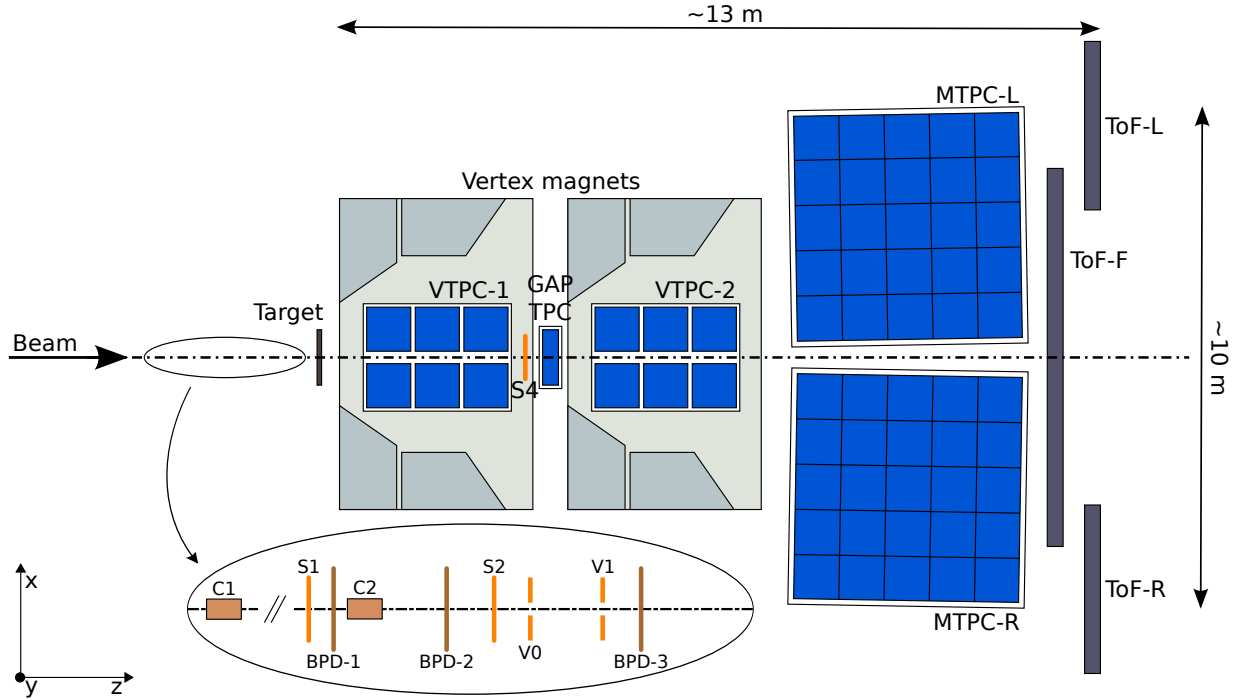 ~13 m
MTPC-L
ToF-L
Vertex magnets
ToF-F
VTPC-1
GAP
TPC
VTPC-2
Target
Beam
S4
~10 m
x
y
z
C1
S1
C2
S2
V1
BPD-1
BPD-2
V0
BPD-3
MTPC-R
ToF-R